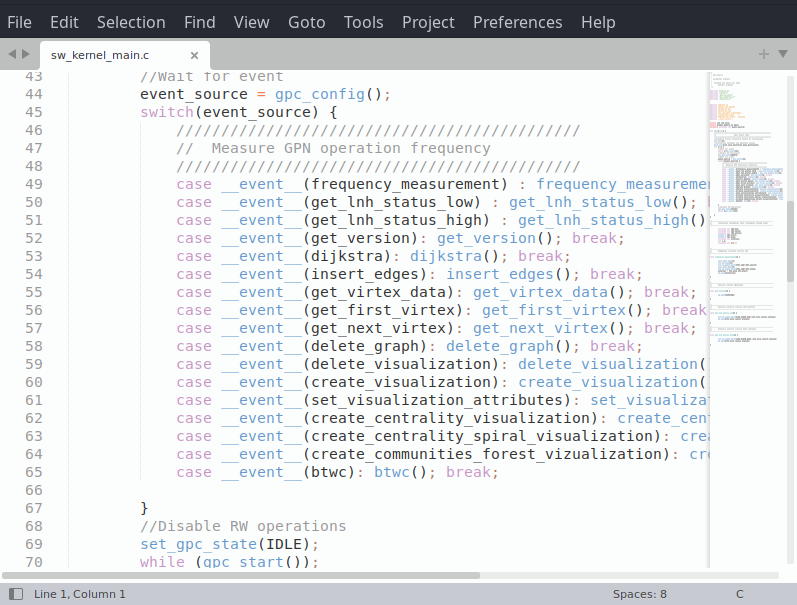 File Edit Selection Find View Goto Tools Project Preferences Help
sw_kernel_main.c ×
43 //Wait for event
44 event_source = gpc_config();
45 switch(event_source) {
46 /////////////////////////////////////////////
47 //  Measure GPN operation frequency
48 /////////////////////////////////////////////
49 case __event__(frequency_measurement) : frequency_measureme
50 case __event__(get_lnh_status_low) : get_lnh_status_low();
51 case __event__(get_lnh_status_high) : get_lnh_status_high()
52 case __event__(get_version): get_version(); break;
53 case __event__(dijkstra): dijkstra(); break;
54 case __event__(insert_edges): insert_edges(); break;
55 case __event__(get_virtex_data): get_virtex_data(); break;
56 case __event__(get_first_virtex): get_first_virtex(); break
57 case __event__(get_next_virtex): get_next_virtex(); break;
58 case __event__(delete_graph): delete_graph(); break;
59 case __event__(delete_visualization): delete_visualization(
60 case __event__(create_visualization): create_visualization(
61 case __event__(set_visualization_attributes): set_visualiza
62 case __event__(create_centrality_visualization): create_cen
63 case __event__(create_centrality_spiral_visualization): cre
64 case __event__(create_communities_forest_vizualization): cr
65 case __event__(btwc): btwc(); break;
66
67 }
68 //Disable RW operations
69 set_gpc_state(IDLE);
70 while (gpc_start());
Line 1, Column 1 Spaces: 8 C